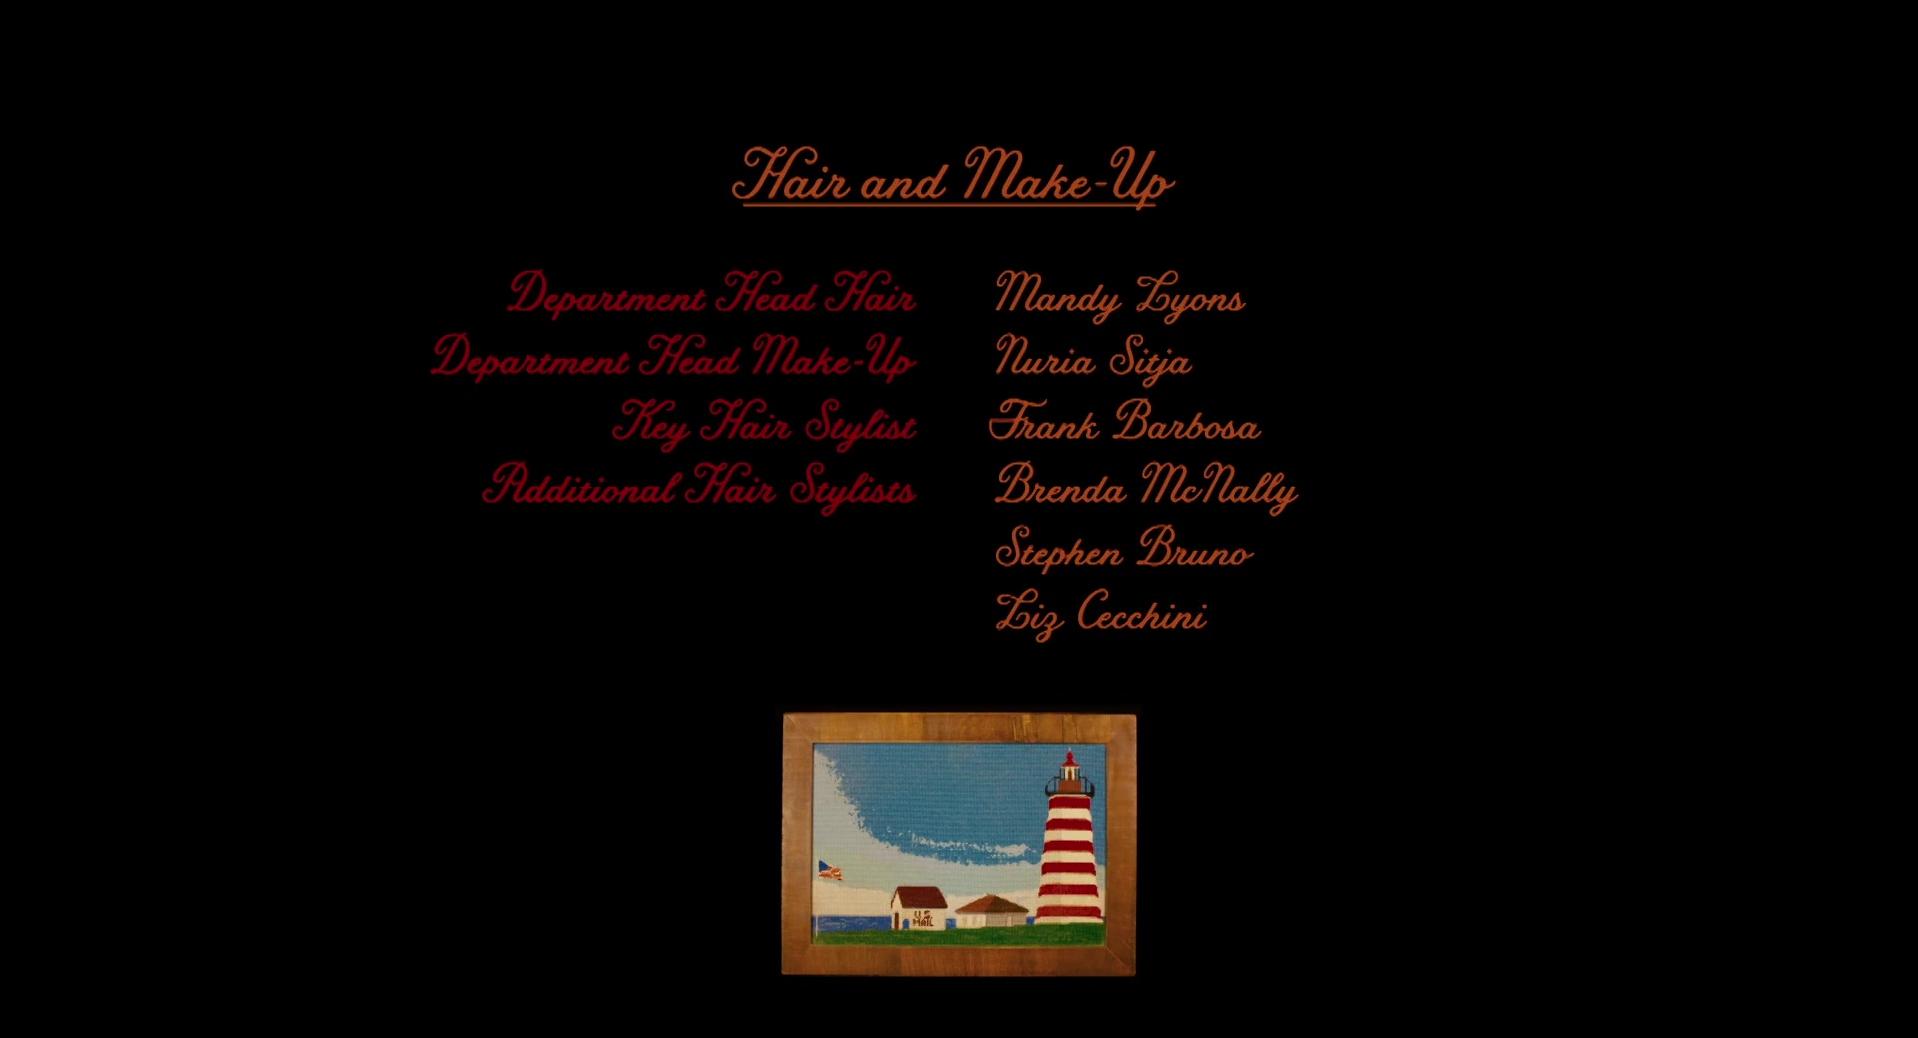 Hair and Make-Up
Department Head Hair Mandy Lyons
Department Head Make-Up Nuria Sitja
Key Hair Stylist Frank Barbosa
Additional Hair Stylists Brenda McNally
Stephen Bruno
Liz Cecchini
U.S.
MAIL